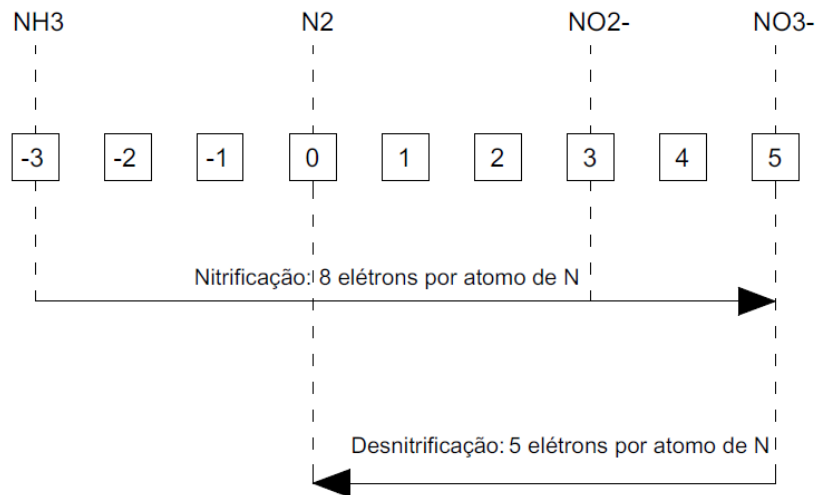 NH3 N2 NO2- NO3-
-3 -2 -1 0 1 2 3 4 5
Nitrificação: 8 elétrons por atomo de N
Desnitrificação: 5 elétrons por atomo de N